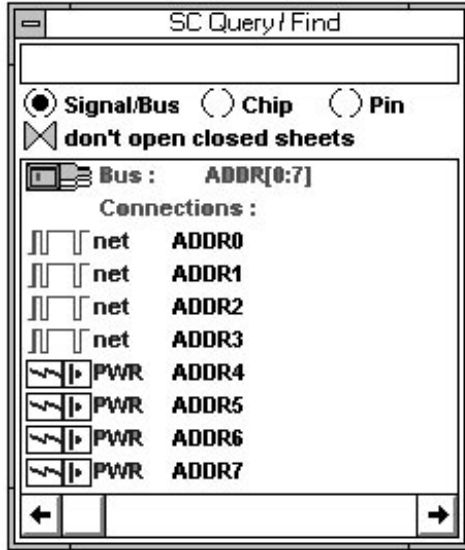 SC Query/Find
Signal/Bus Chip Pin
don't open closed sheets
Bus : ADDR[0:7]
Connections :
net ADDR0
net ADDR1
net ADDR2
net ADDR3
PWR ADDR4
PWR ADDR5
PWR ADDR6
PWR ADDR7